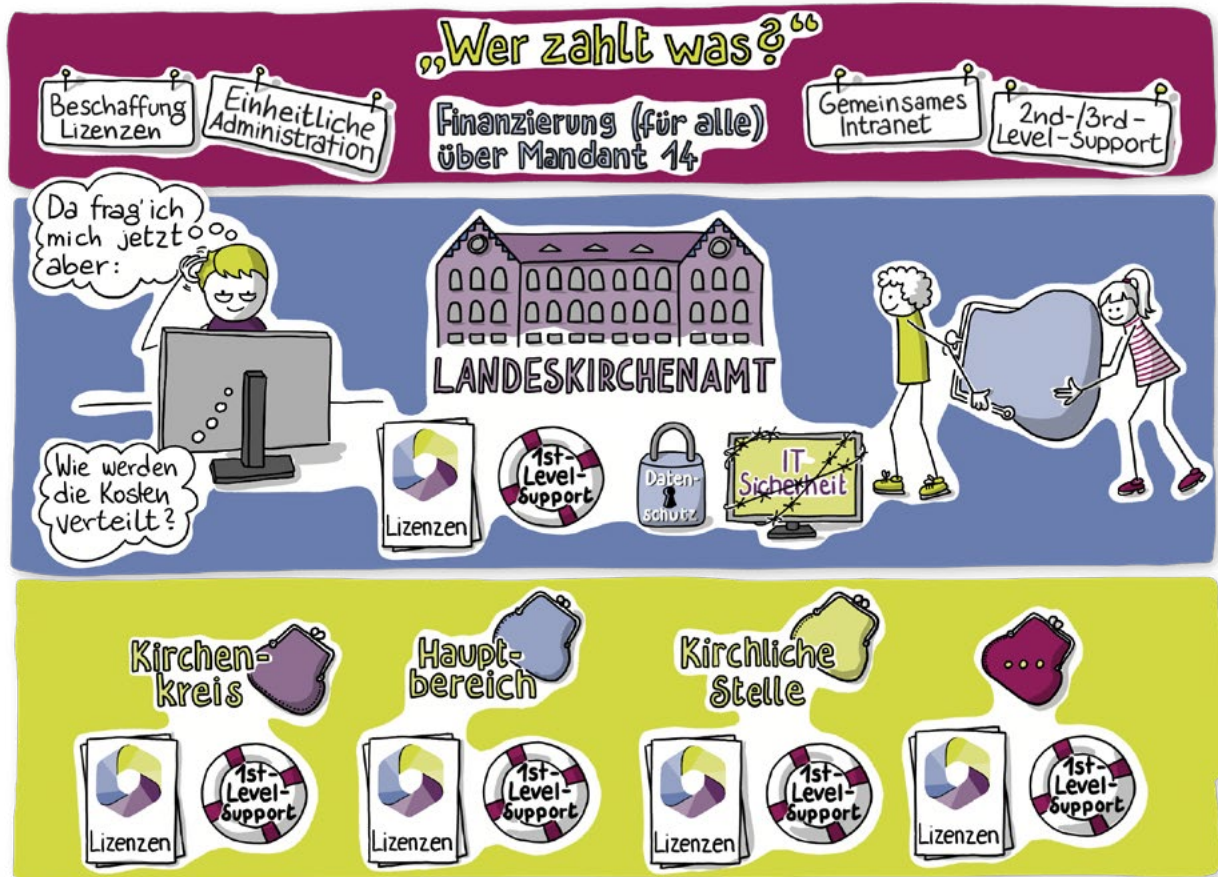 „Wer zahlt was?“
Beschaffung
Lizenzen
Einheitliche
Administration
Finanzierung (für alle)
über Mandant 14
Gemeinsames
Intranet
2nd-/3rd-
Level-Support
Da frag' ich
mich jetzt
aber:
LANDESKIRCHENAMT
Wie werden
die Kosten
verteilt?
Lizenzen
1st-
Level-
Support
Daten-
schutz
IT
Sicherheit
Kirchen-
kreis
Haupt-
bereich
Kirchliche
Stelle
...
Lizenzen
1st-
Level-
Support
Lizenzen
1st-
Level-
Support
Lizenzen
1st-
Level-
Support
Lizenzen
1st-
Level-
Support